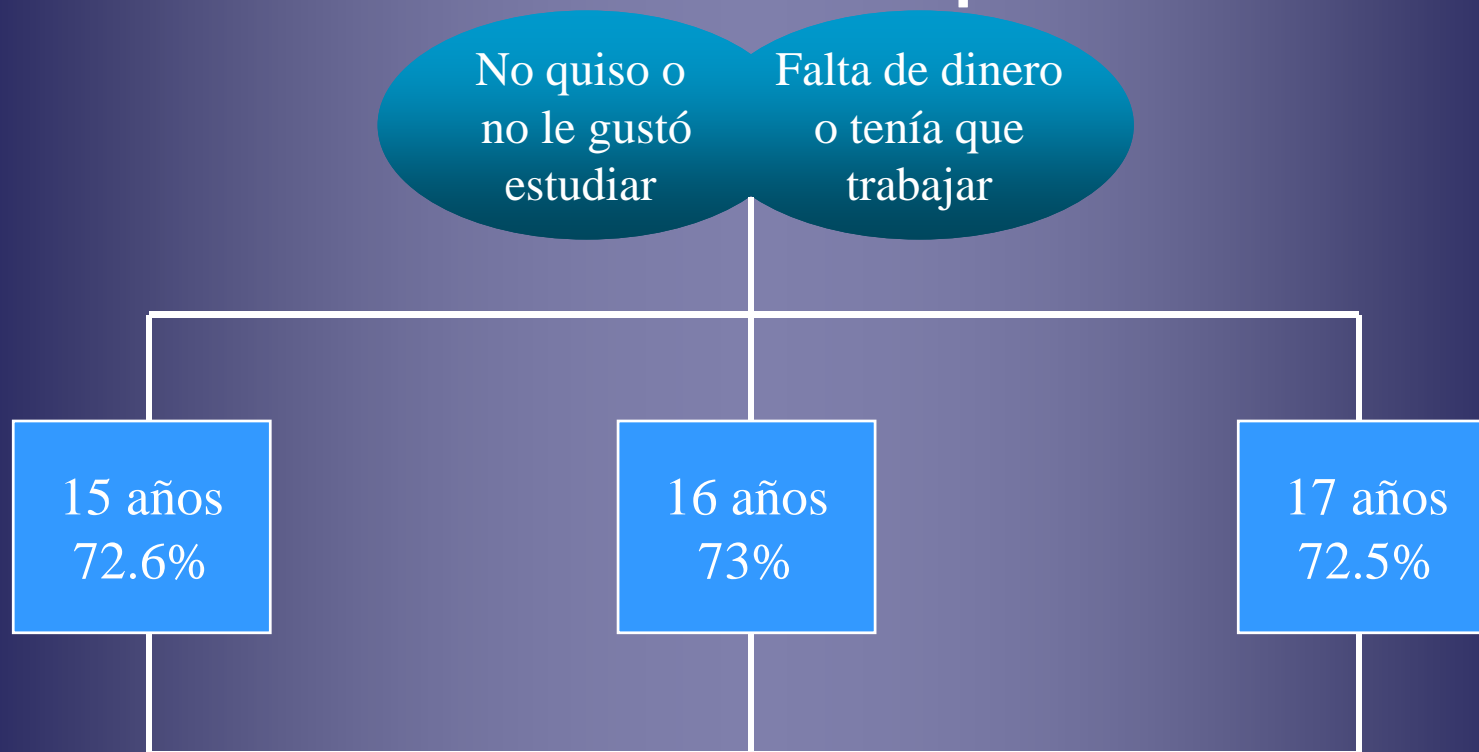 No quiso o
no le gustó
estudiar
Falta de dinero
o tenía que
trabajar
15 años
72.6%
16 años
73%
17 años
72.5%